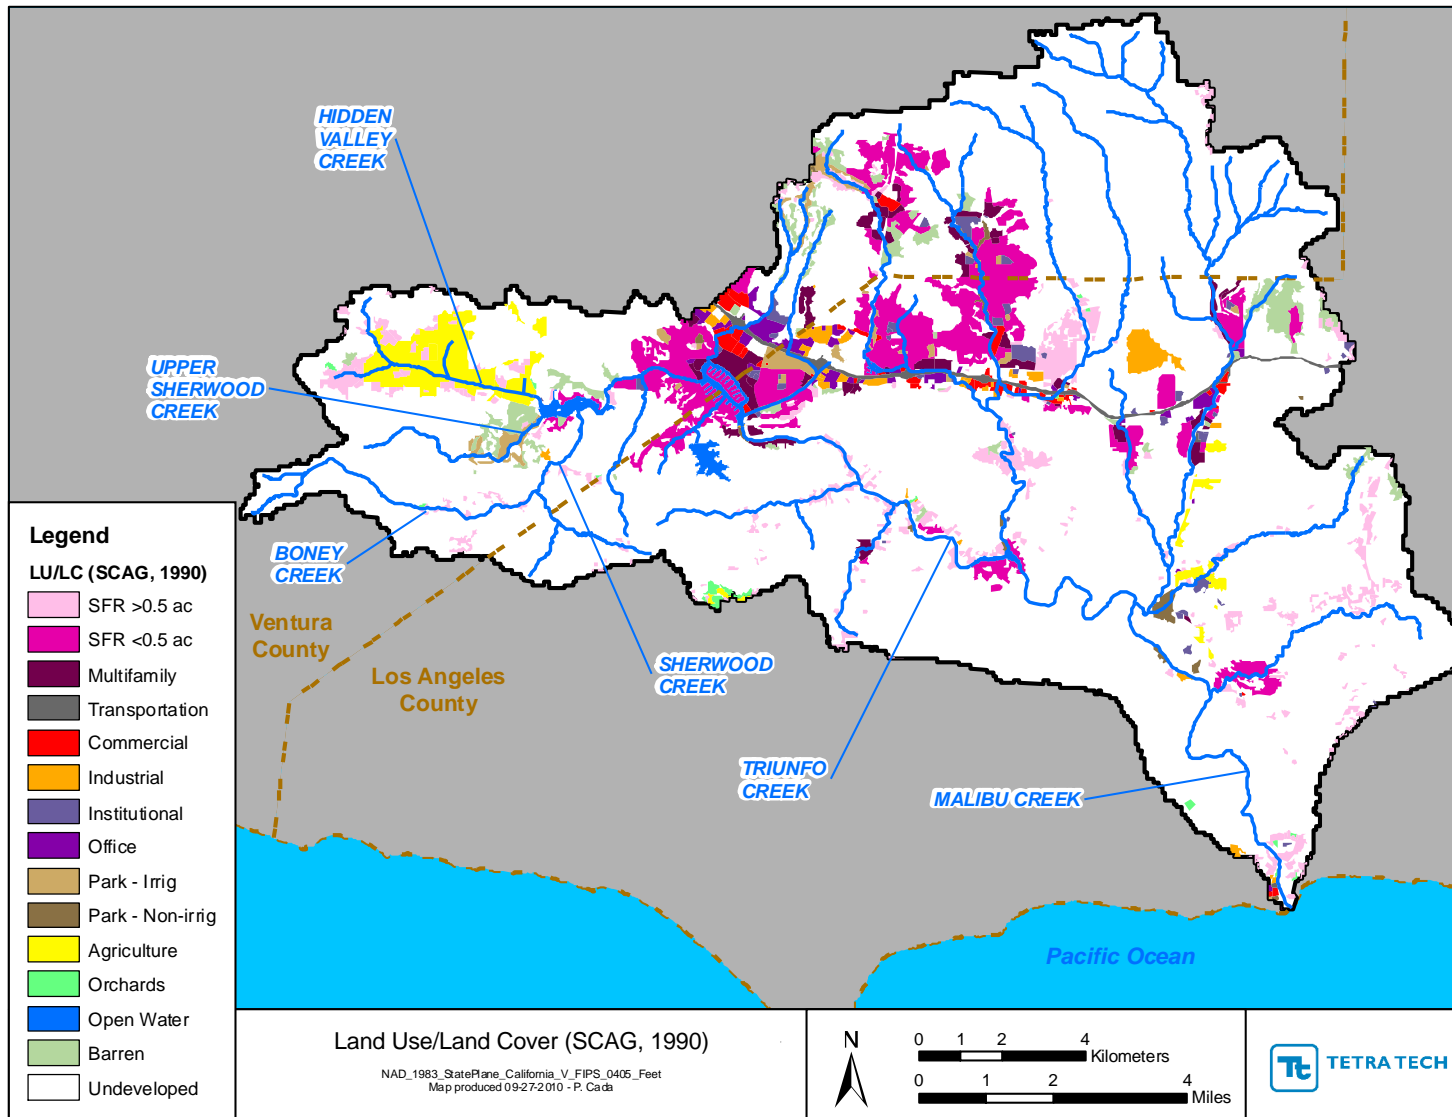 HIDDEN
VALLEY
CREEK
UPPER
SHERWOOD
CREEK
BONEY
CREEK
Ventura
County
Los Angeles
County
SHERWOOD
CREEK
TRIUNFO
CREEK
MALIBU CREEK
Pacific Ocean
Legend
LU/LC (SCAG, 1990)
SFR >0.5 ac
SFR <0.5 ac
Multifamily
Transportation
Commercial
Industrial
Institutional
Office
Park - Irrig
Park - Non-irrig
Agriculture
Orchards
Open Water
Barren
Undeveloped
Land Use/Land Cover (SCAG, 1990)
NAD_1983_StatePlane_California_V_FIPS_0405_Feet
Map produced 09-27-2010 - P. Cada
N
0 1 2 4
Kilometers
0 1 2 4
Miles
Tt TETRA TECH